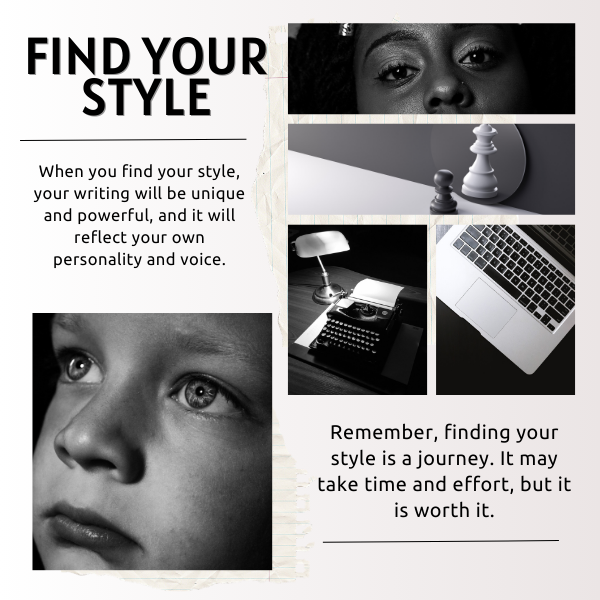 FIND YOUR
STYLE
When you find your style,
your writing will be unique
and powerful, and it will
reflect your own
personality and voice.
Remember, finding your
style is a journey. It may
take time and effort, but it
is worth it.